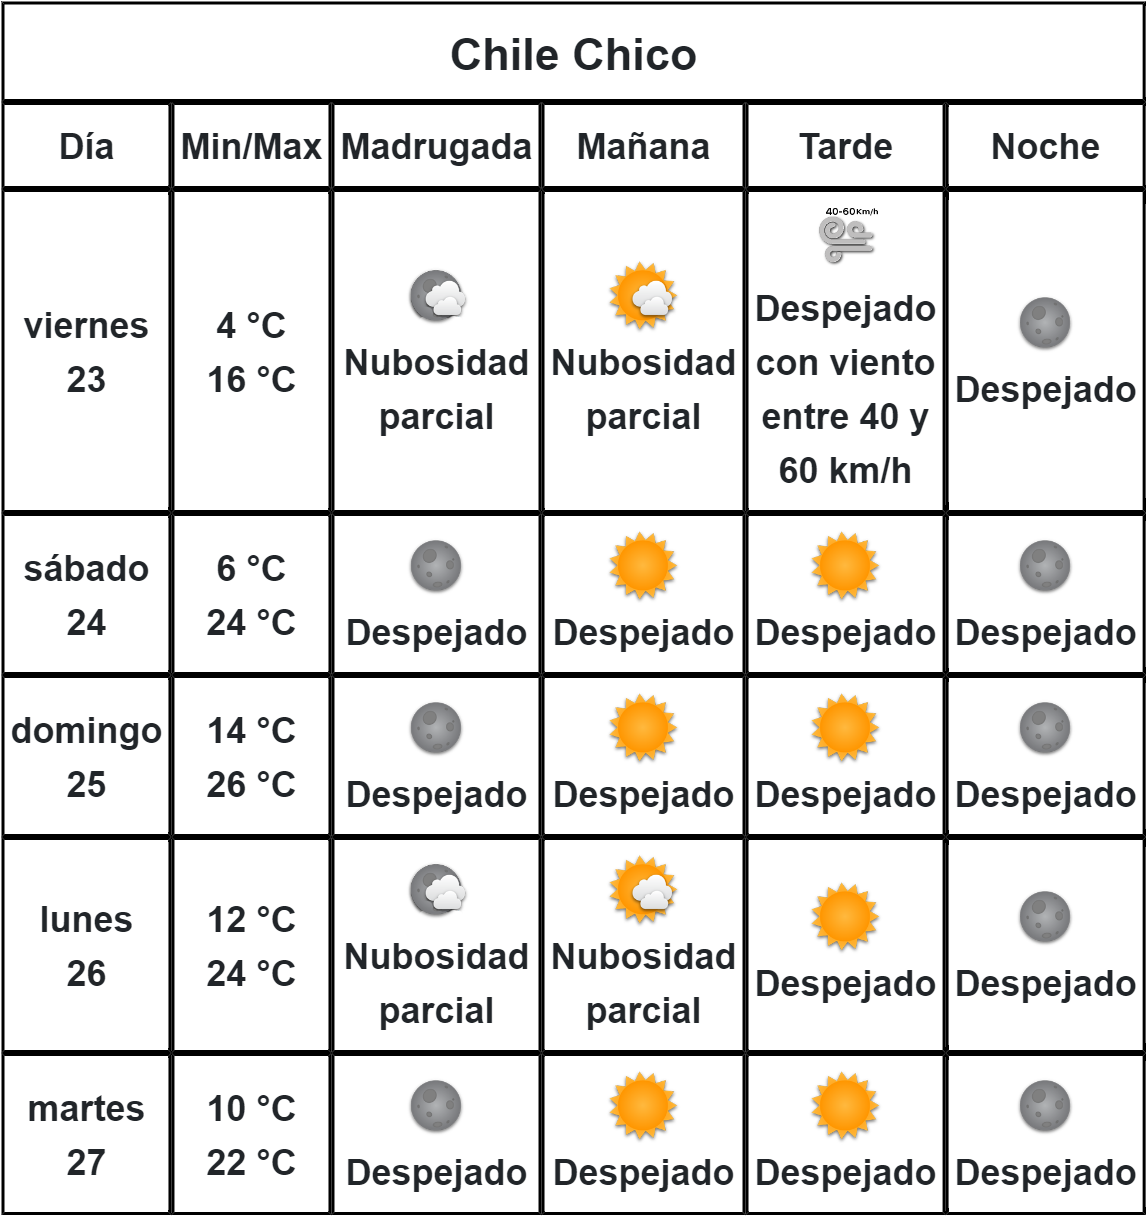 Chile Chico
Día Min/Max Madrugada Mañana Tarde Noche
viernes
23
4 °C
16 °C
Nubosidad
parcial
Nubosidad
parcial
40-60Km/h
Despejado
con viento
entre 40 y
60 km/h
Despejado
sábado
24
6 °C
24 °C
Despejado
Despejado
Despejado
Despejado
domingo
25
14 °C
26 °C
Despejado
Despejado
Despejado
Despejado
lunes
26
12 °C
24 °C
Nubosidad
parcial
Nubosidad
parcial
Despejado
Despejado
martes
27
10 °C
22 °C
Despejado
Despejado
Despejado
Despejado